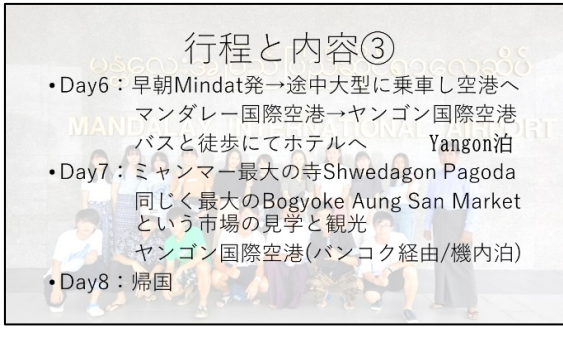 行程と内容③
•Day6：早朝Mindat発→途中大型に乗車し空港へ
マンダレー国際空港→ヤンゴン国際空港
バスと徒歩にてホテルへ Yangon泊
•Day7：ミャンマー最大の寺Shwedagon Pagoda
同じく最大のBogyoke Aung San Market
という市場の見学と観光
ヤンゴン国際空港(バンコク経由/機内泊)
•Day8：帰国
MANDALAY INTERNATIONAL AIRPORT